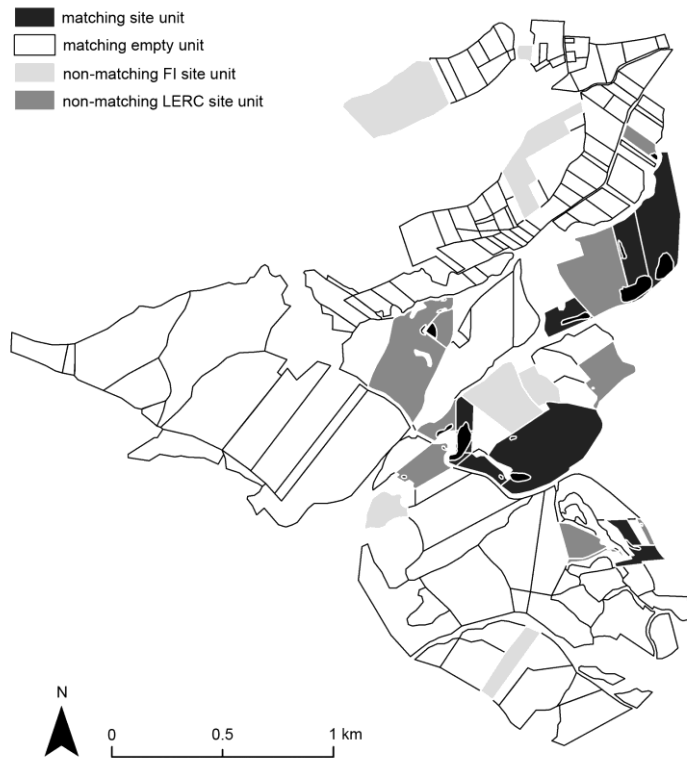 matching site unit
matching empty unit
non-matching FI site unit
non-matching LERC site unit
N
0 0.5 1 km